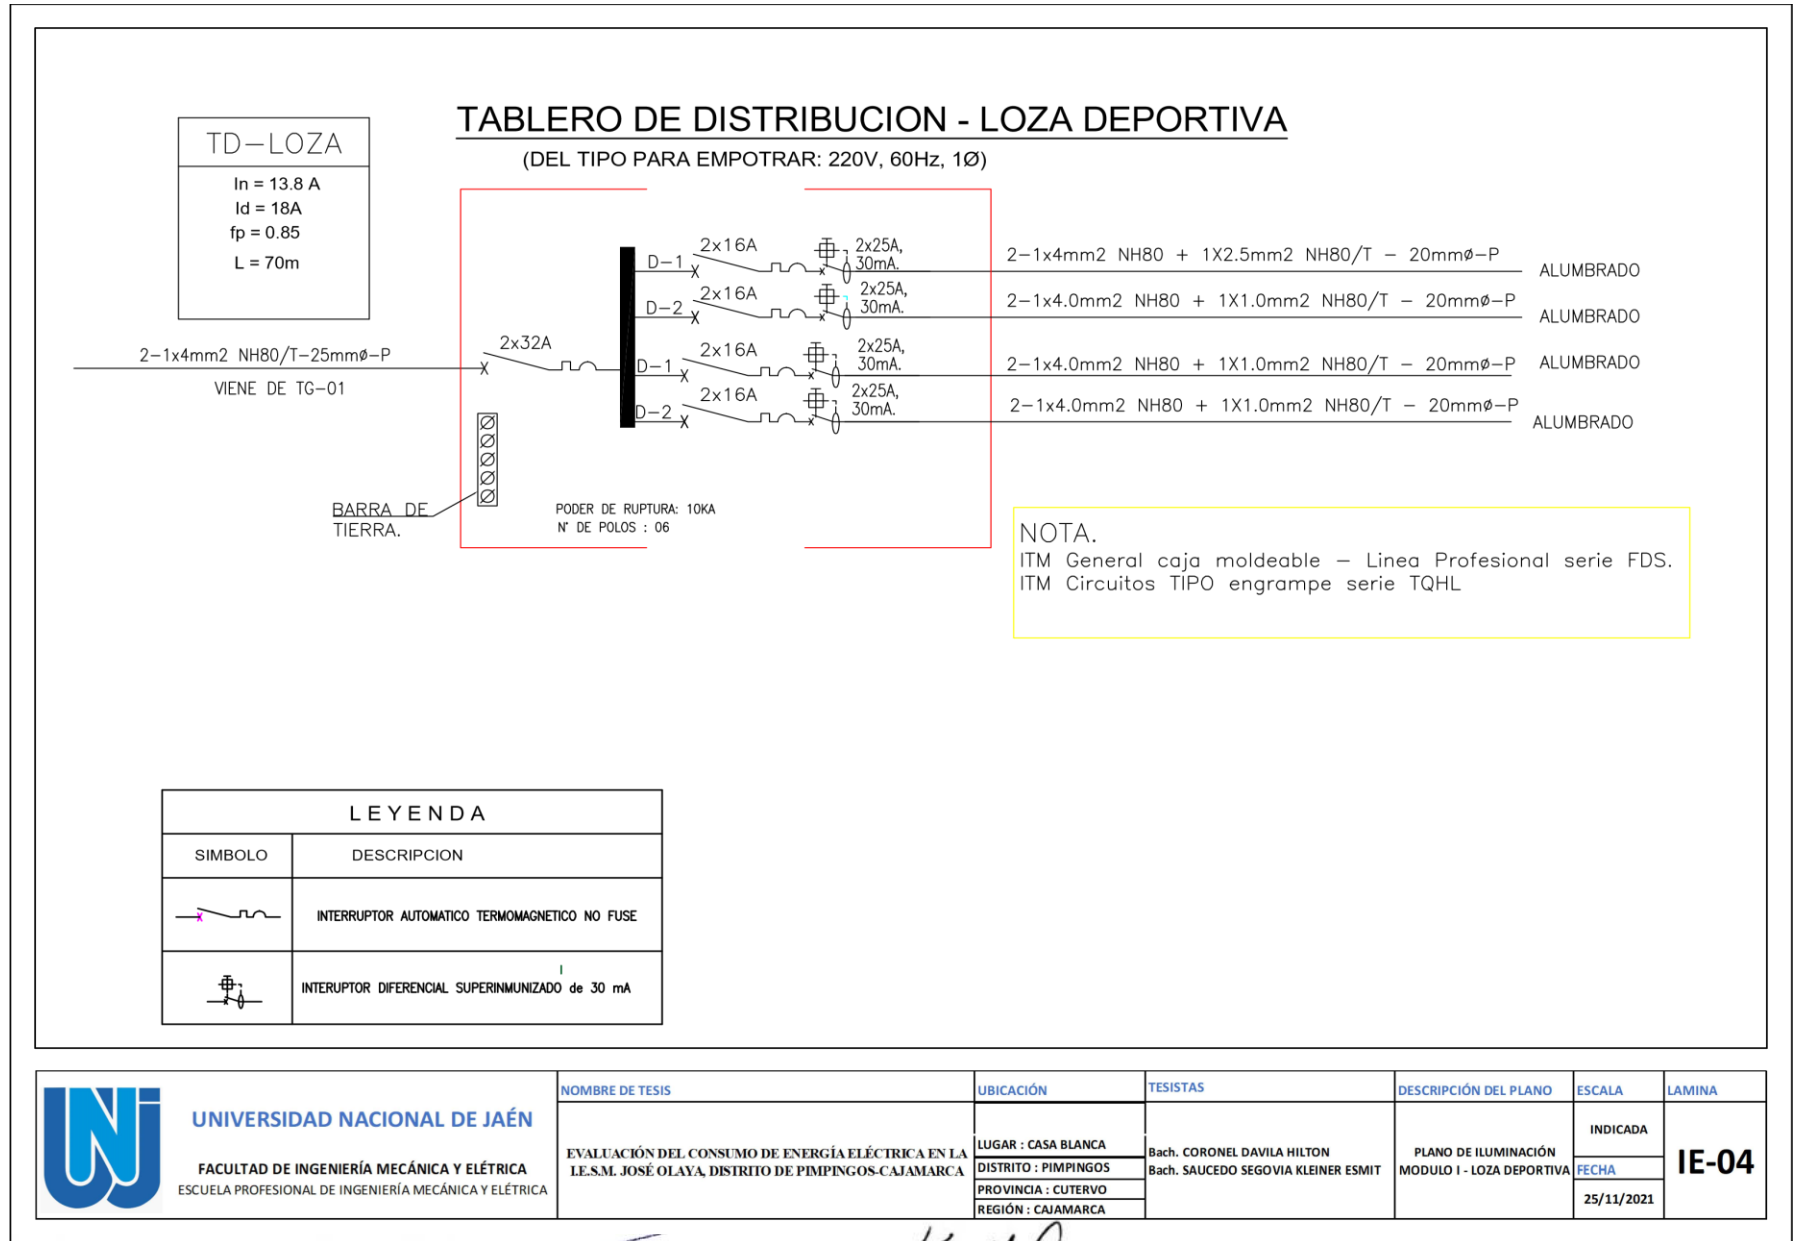 TABLERO DE DISTRIBUCION - LOZA DEPORTIVA
(DEL TIPO PARA EMPOTRAR: 220V, 60Hz, 1Ø)
TD-LOZA
In = 13.8 A
Id = 18A
fp = 0.85
L = 70m
2-1x4mm2 NH80/T-25mmø-P
VIENE DE TG-01
2x32A
D-1
2x16A
2x25A,
30mA.
2-1x4mm2 NH80 + 1X2.5mm2 NH80/T - 20mmø-P
ALUMBRADO
D-2
2x16A
2x25A,
30mA.
2-1x4.0mm2 NH80 + 1X1.0mm2 NH80/T - 20mmø-P
ALUMBRADO
D-1
2x16A
2x25A,
30mA.
2-1x4.0mm2 NH80 + 1X1.0mm2 NH80/T - 20mmø-P
ALUMBRADO
D-2
2x16A
2x25A,
30mA.
2-1x4.0mm2 NH80 + 1X1.0mm2 NH80/T - 20mmø-P
ALUMBRADO
BARRA DE
TIERRA.
PODER DE RUPTURA: 10KA
N° DE POLOS : 06
NOTA.
ITM General caja moldeable - Linea Profesional serie FDS.
ITM Circuitos TIPO engrampe serie TQHL
LEYENDA
SIMBOLO
DESCRIPCION
INTERRUPTOR AUTOMATICO TERMOMAGNETICO NO FUSE
INTERUPTOR DIFERENCIAL SUPERINMUNIZADO de 30 mA
UNJ
UNIVERSIDAD NACIONAL DE JAÉN
FACULTAD DE INGENIERÍA MECÁNICA Y ELÉTRICA
ESCUELA PROFESIONAL DE INGENIERÍA MECÁNICA Y ELÉTRICA
NOMBRE DE TESIS
EVALUACIÓN DEL CONSUMO DE ENERGÍA ELÉCTRICA EN LA
I.E.S.M. JOSÉ OLAYA, DISTRITO DE PIMPINGOS-CAJAMARCA
UBICACIÓN
LUGAR : CASA BLANCA
DISTRITO : PIMPINGOS
PROVINCIA : CUTERVO
REGIÓN : CAJAMARCA
TESISTAS
Bach. CORONEL DAVILA HILTON
Bach. SAUCEDO SEGOVIA KLEINER ESMIT
DESCRIPCIÓN DEL PLANO
PLANO DE ILUMINACIÓN
MODULO I - LOZA DEPORTIVA
ESCALA
INDICADA
FECHA
25/11/2021
LAMINA
IE-04